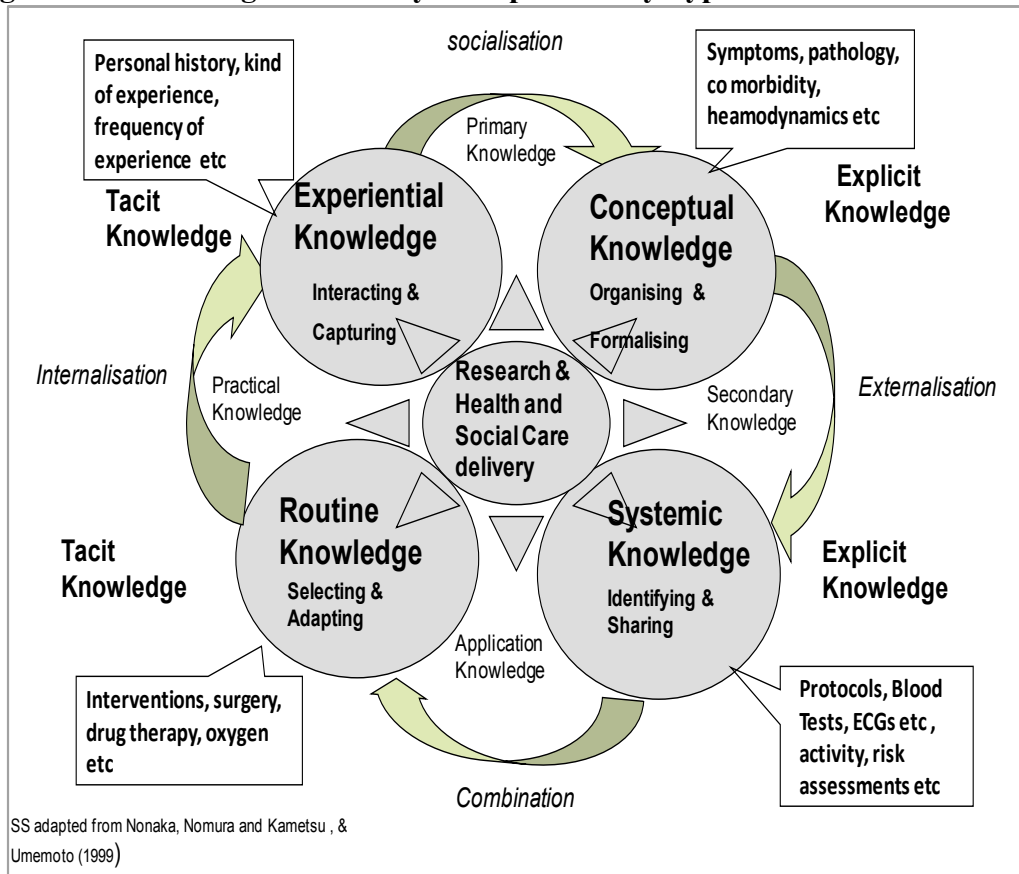 socialisation
Personal history, kind
of experience,
frequency of
experience etc
Symptoms, pathology,
co morbidity,
heamodynamics etc
Primary
Knowledge
Tacit
Knowledge
Experiential
Knowledge
Interacting &
Capturing
Conceptual
Knowledge
Organising &
Formalising
Explicit
Knowledge
Internalisation
Practical
Knowledge
Research &
Health and
Social Care
delivery
Secondary
Knowledge
Externalisation
Tacit
Knowledge
Routine
Knowledge
Selecting &
Adapting
Systemic
Knowledge
Identifying &
Sharing
Explicit
Knowledge
Application
Knowledge
Interventions, surgery,
drug therapy, oxygen
etc
Protocols, Blood
Tests, ECGs etc ,
activity, risk
assessments etc
Combination
SS adapted from Nonaka, Nomura and Kametsu , &
Umemoto (1999)